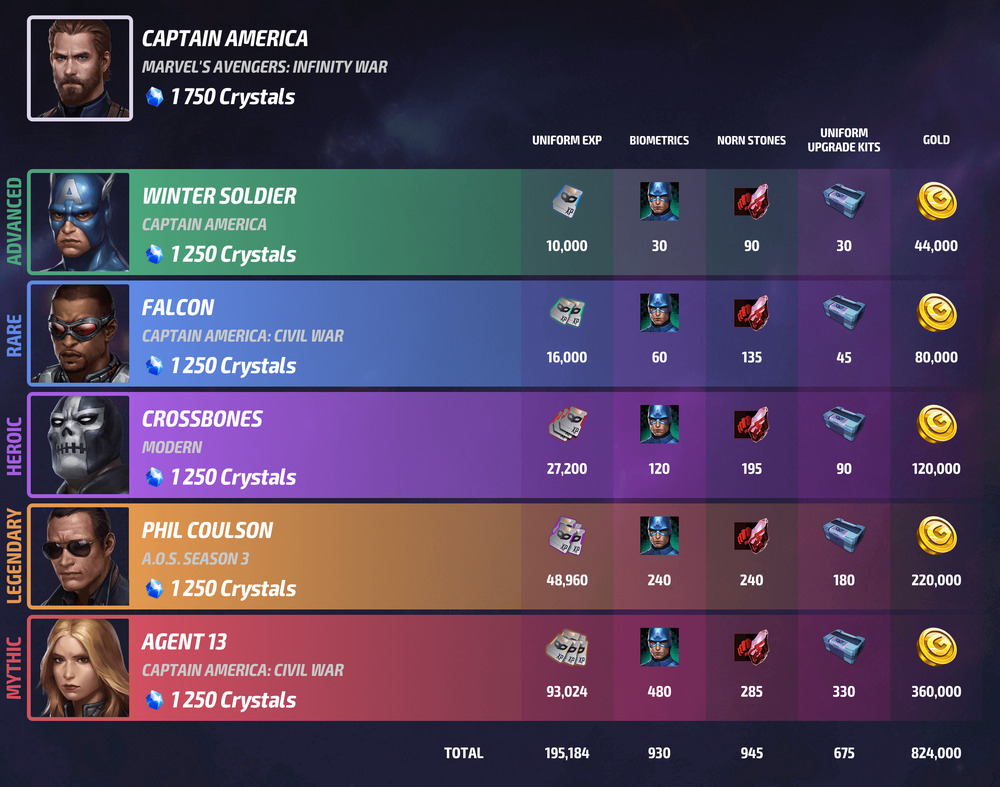 CAPTAIN AMERICA
MARVEL'S AVENGERS: INFINITY WAR
1 750 Crystals
UNIFORM EXP BIOMETRICS NORN STONES UNIFORM UPGRADE KITS GOLD
ADVANCED
WINTER SOLDIER
CAPTAIN AMERICA
1 250 Crystals
10,000 30 90 30 44,000
RARE
FALCON
CAPTAIN AMERICA: CIVIL WAR
1 250 Crystals
16,000 60 135 45 80,000
HEROIC
CROSSBONES
MODERN
1 250 Crystals
27,200 120 195 90 120,000
LEGENDARY
PHIL COULSON
A.O.S. SEASON 3
1 250 Crystals
48,960 240 240 180 220,000
MYTHIC
AGENT 13
CAPTAIN AMERICA: CIVIL WAR
1 250 Crystals
93,024 480 285 330 360,000
TOTAL 195,184 930 945 675 824,000